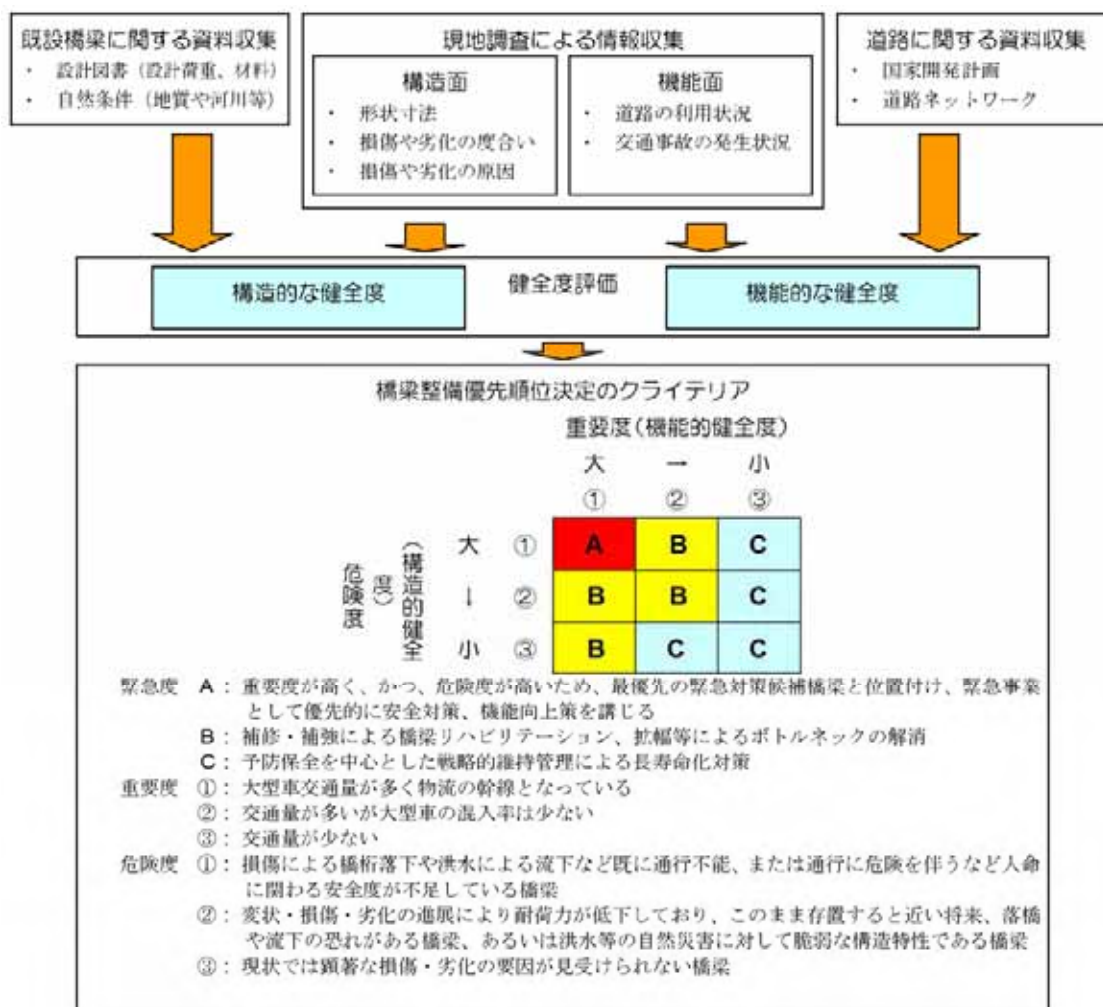 既設橋梁に関する資料収集
・ 設計図書（設計荷重、材料）
・ 自然条件（地質や河川等）
現地調査による情報収集
構造面
・ 形状寸法
・ 損傷や劣化の度合い
・ 損傷や劣化の原因
機能面
・ 道路の利用状況
・ 交通事故の発生状況
道路に関する資料収集
・ 国家開発計画
・ 道路ネットワーク
構造的な健全度
健全度評価
機能的な健全度
橋梁整備優先順位決定のクライテリア
重要度（機能的健全度）
大 → 小
① ② ③
危険度
（構造的健全
度）
大 ① A B C
↓ ② B B C
小 ③ B C C
緊急度 A：重要度が高く、かつ、危険度が高いため、最優先の緊急対策候補橋梁と位置付け、緊急事業
として優先的に安全対策、機能向上策を講じる
B：補修・補強による橋梁リハビリテーション、拡幅等によるボトルネックの解消
C：予防保全を中心とした戦略的維持管理による長寿命化対策
重要度 ①：大型車交通量が多く物流の幹線となっている
②：交通量が多いが大型車の混入率は少ない
③：交通量が少ない
危険度 ①：損傷による橋桁落下や洪水による流下など既に通行不能、または通行に危険を伴うなど人命
に関わる安全度が不足している橋梁
②：変状・損傷・劣化の進展により耐荷力が低下しており、このまま存置すると近い将来、落橋
や流下の恐れがある橋梁、あるいは洪水等の自然災害に対して脆弱な構造特性である橋梁
③：現状では顕著な損傷・劣化の要因が見受けられない橋梁